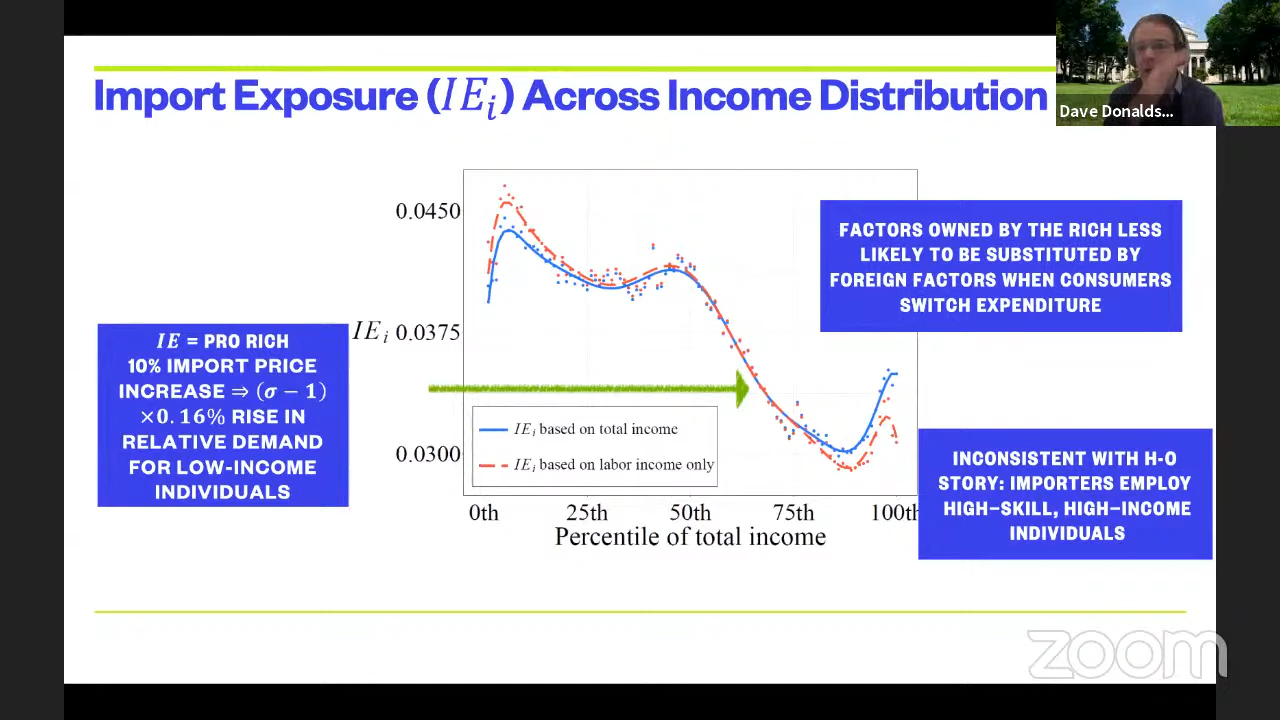 Import Exposure (IEᵢ) Across Income Distribution
Dave Donalds...
0.0450
IEᵢ 0.0375
0.0300
IEᵢ based on total income
IEᵢ based on labor income only
0th 25th 50th 75th 100th
Percentile of total income
IE = PRO RICH
10% IMPORT PRICE
INCREASE ⇒ (σ − 1)
×0.16% RISE IN
RELATIVE DEMAND
FOR LOW-INCOME
INDIVIDUALS
FACTORS OWNED BY THE RICH LESS
LIKELY TO BE SUBSTITUTED BY
FOREIGN FACTORS WHEN CONSUMERS
SWITCH EXPENDITURE
INCONSISTENT WITH H-O
STORY: IMPORTERS EMPLOY
HIGH-SKILL, HIGH-INCOME
INDIVIDUALS
zoom